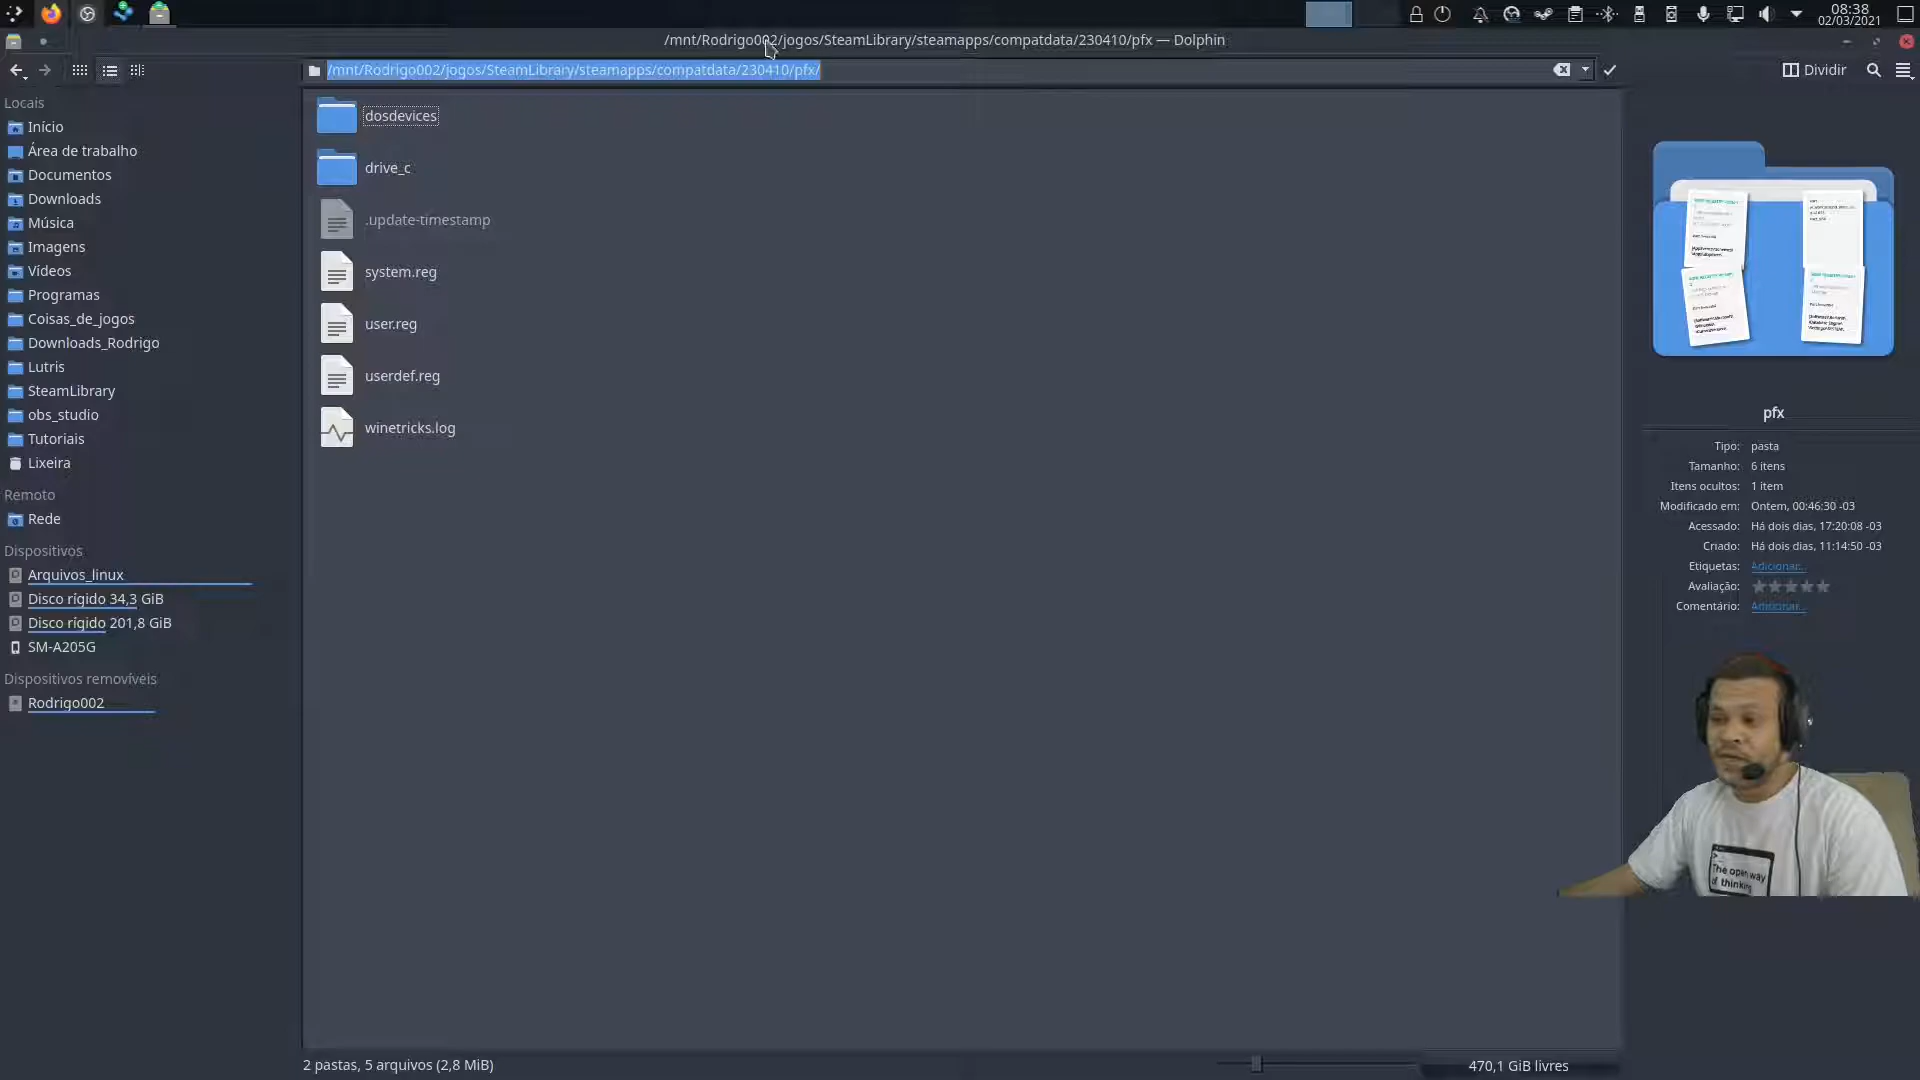 08:38
02/03/2021
/mnt/Rodrigo002/jogos/SteamLibrary/steamapps/compatdata/230410/pfx — Dolphin
/mnt/Rodrigo002/jogos/SteamLibrary/steamapps/compatdata/230410/pfx/
Dividir
Locais
Início
Área de trabalho
Documentos
Downloads
Música
Imagens
Vídeos
Programas
Coisas_de_jogos
Downloads_Rodrigo
Lutris
SteamLibrary
obs_studio
Tutoriais
Lixeira
Remoto
Rede
Dispositivos
Arquivos_linux
Disco rígido 34,3 GiB
Disco rígido 201,8 GiB
SM-A205G
Dispositivos removíveis
Rodrigo002
dosdevices
drive_c
.update-timestamp
system.reg
user.reg
userdef.reg
winetricks.log
pfx
Tipo: pasta
Tamanho: 6 itens
Itens ocultos: 1 item
Modificado em: Ontem, 00:46:30 -03
Acessado: Há dois dias, 17:20:08 -03
Criado: Há dois dias, 11:14:50 -03
Etiquetas: Adicionar...
Avaliação:
Comentário: Adicionar...
The open way
of thinking
2 pastas, 5 arquivos (2,8 MiB)
470,1 GiB livres